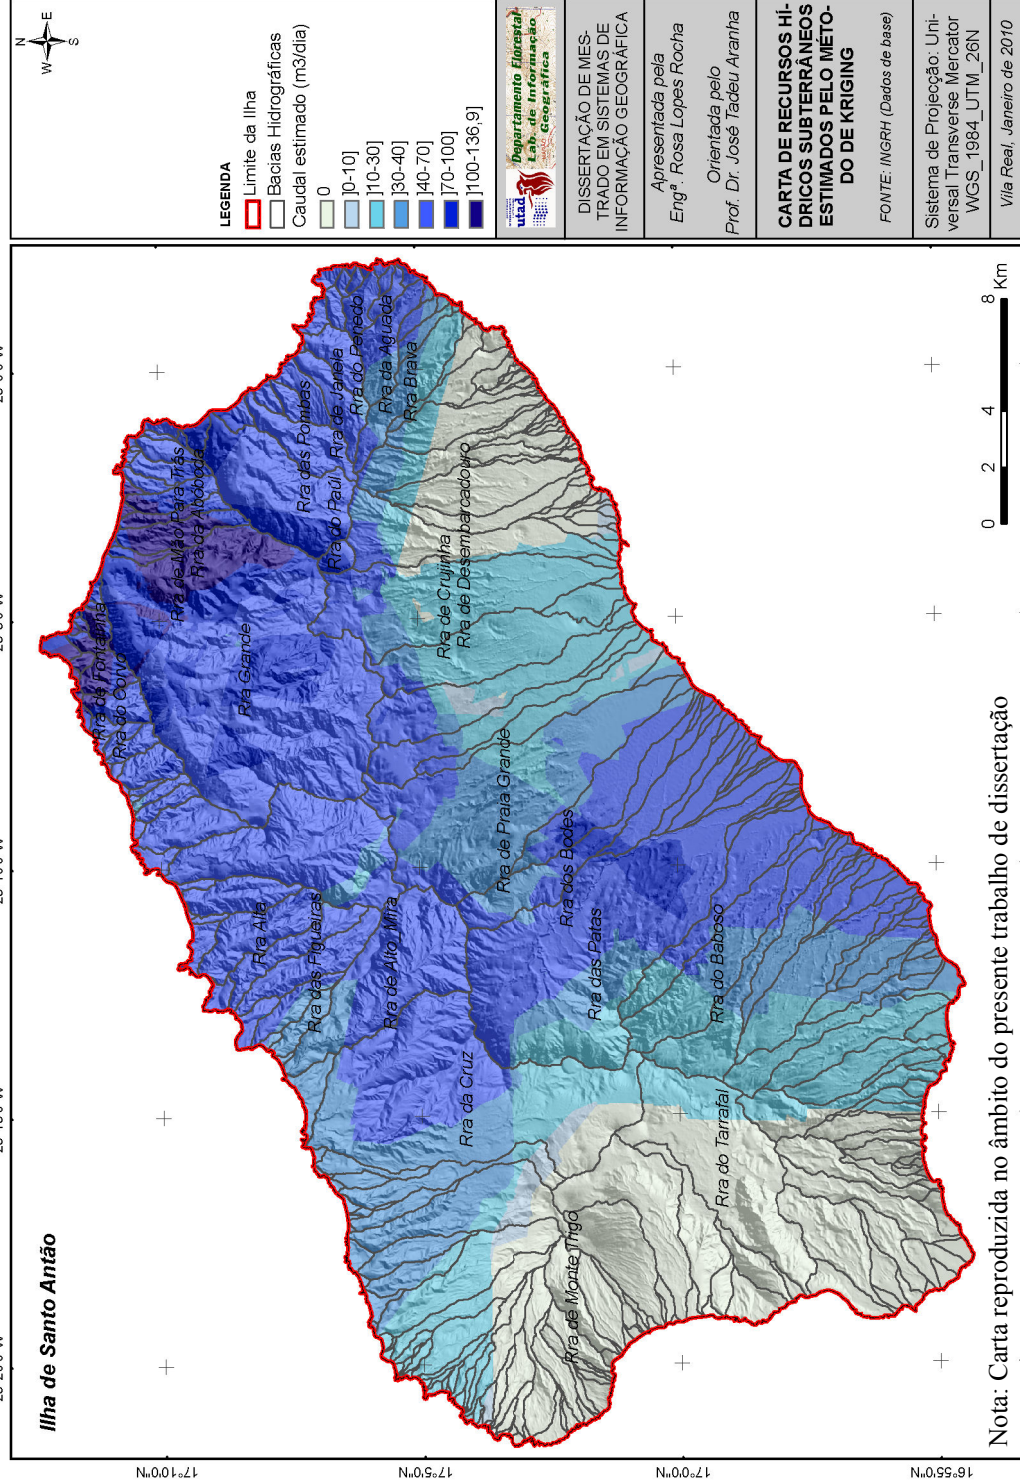 Ilha de Santo Antão
17°10'0"N
17°5'0"N
17°0'0"N
16°55'0"N
Rra de Fontainha
Rra do Corvo
Rra de Mão Para Trás
Rra da Aboboda
Rra Grande
Rra das Pombas
Rra do Paúl
Rra de Janela
Rra do Penedo
Rra da Aguada
Rra Brava
Rra de Crujinha
Rra de Desembarcadouro
Rra Alta
Rra das Figueiras
Rra de Alto Mira
Rra da Cruz
Rra de Praia Grande
Rra dos Bodes
Rra das Patas
Rra do Baboso
Rra do Tarrafal
Rra de Monte Trigo
0 2 4 8 Km
N
E
S
W
LEGENDA
Limite da Ilha
Bacias Hidrográficas
Caudal estimado (m3/dia)
0
]0-10]
]10-30]
]30-40]
]40-70]
]70-100]
]100-136,9]
utad
Departamento Florestal
Lab. de Informação
Geográfica
DISSERTAÇÃO DE MES-
TRADO EM SISTEMAS DE
INFORMAÇÃO GEOGRÁFICA
Apresentada pela
Engª. Rosa Lopes Rocha
Orientada pelo
Prof. Dr. José Tadeu Aranha
CARTA DE RECURSOS HÍ-
DRICOS SUBTERRÂNEOS
ESTIMADOS PELO MÉTO-
DO DE KRIGING
FONTE: INGRH (Dados de base)
Sistema de Projecção: Uni-
versal Transverse Mercator
WGS_1984_UTM_26N
Vila Real, Janeiro de 2010
Nota: Carta reproduzida no âmbito do presente trabalho de dissertação